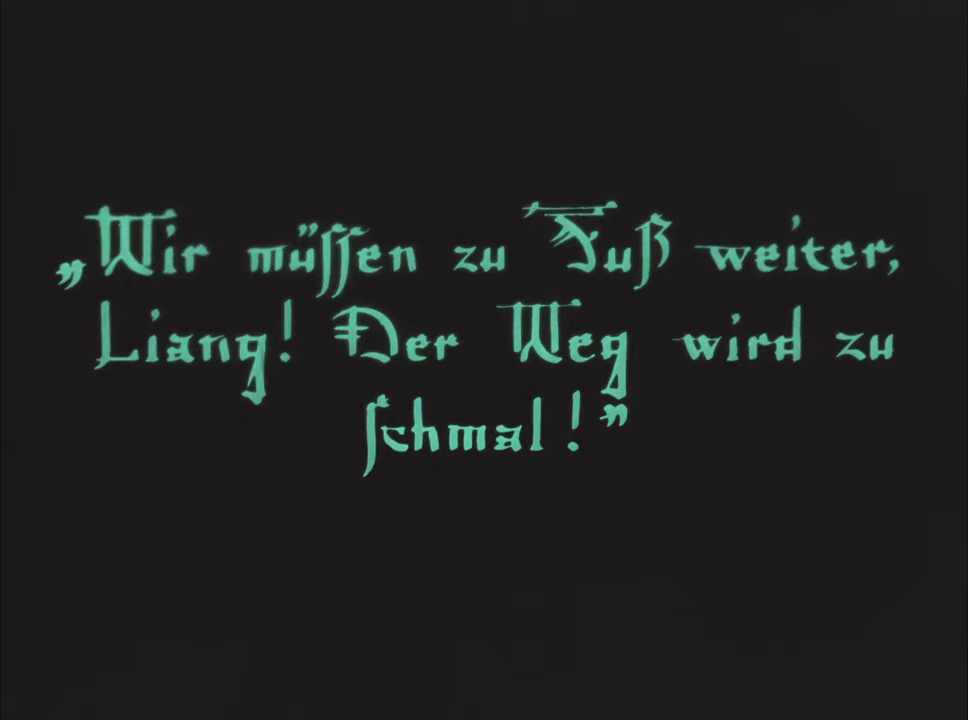 „Wir müſſen zu Fuß weiter,
Liang! Der Weg wird zu
ſchmal!”